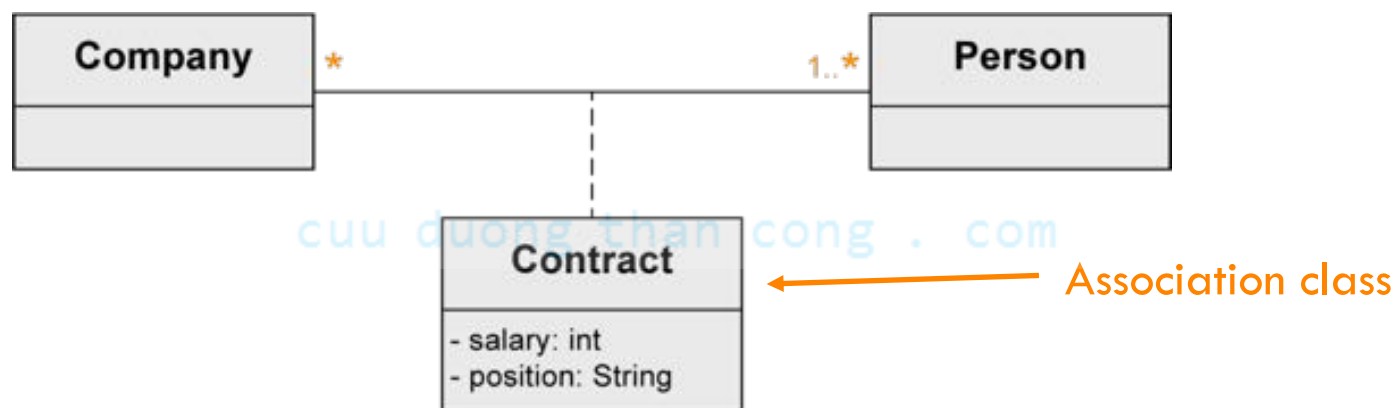 Company
*
1..*
Person
cuu duong than cong . com
Contract
Association class
- salary: int
- position: String